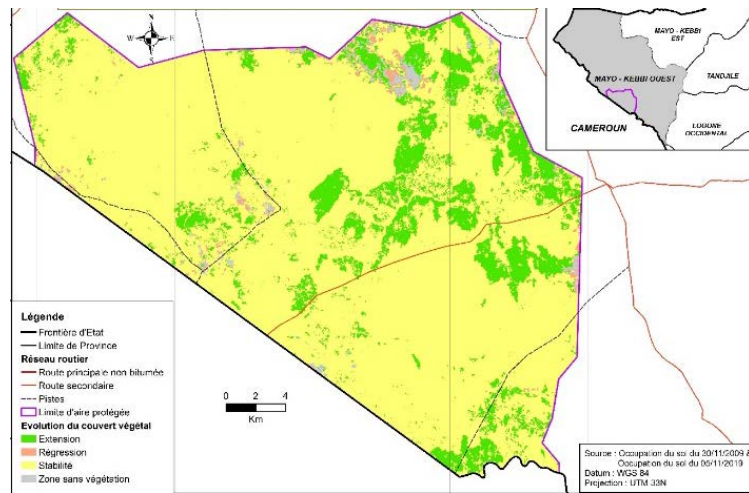 N
W E
S
MAYO - KEBBI
EST
MAYO - KEBBI OUEST
TANDJILE
LOGONE
OCCIDENTAL
CAMEROUN
Légende
Frontière d'Etat
Limite de Province
Réseau routier
Route principale non bitumée
Route secondaire
Pistes
Limite d'aire protégée
Evolution du couvert végétal
Extension
Régression
Stabilité
Zone sans végétation
2 0 2 4
Km
Source : Occupation du sol du 30/11/2009 &
Occupation du sol du 05/11/2019
Datum : WGS 84
Projection : UTM 33N